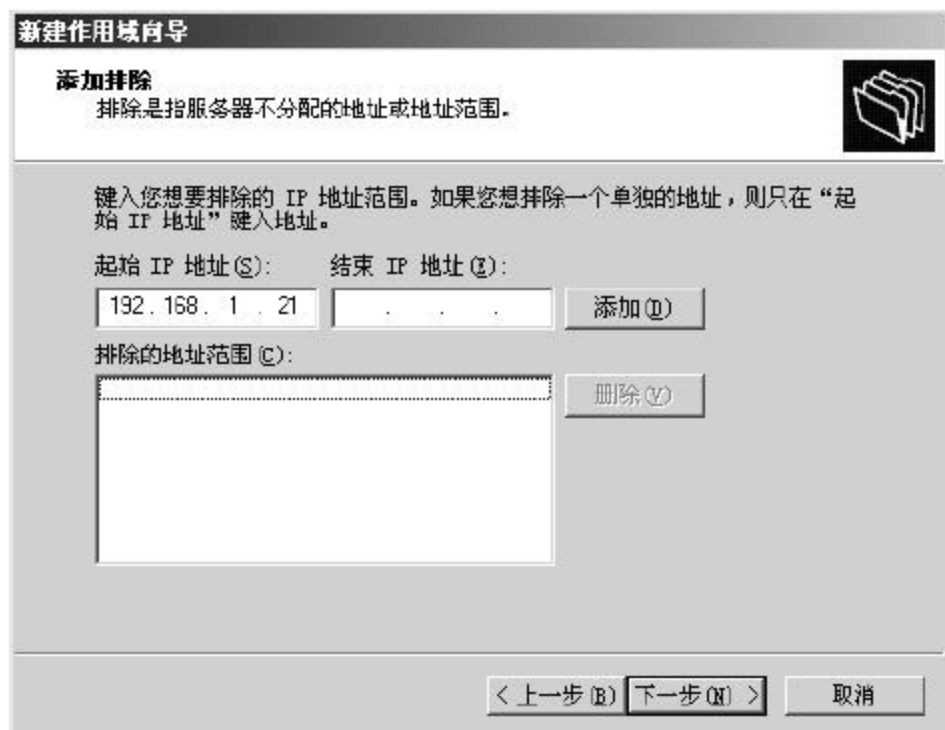 新建作用域向导
添加排除
排除是指服务器不分配的地址或地址范围。
键入您想要排除的 IP 地址范围。如果您想排除一个单独的地址，则只在“起
始 IP 地址”键入地址。
起始 IP 地址(S): 结束 IP 地址(E):
192 . 168 . 1 . 21 . . . 添加(D)
排除的地址范围(C):
删除(V)
< 上一步(B) 下一步(N) > 取消